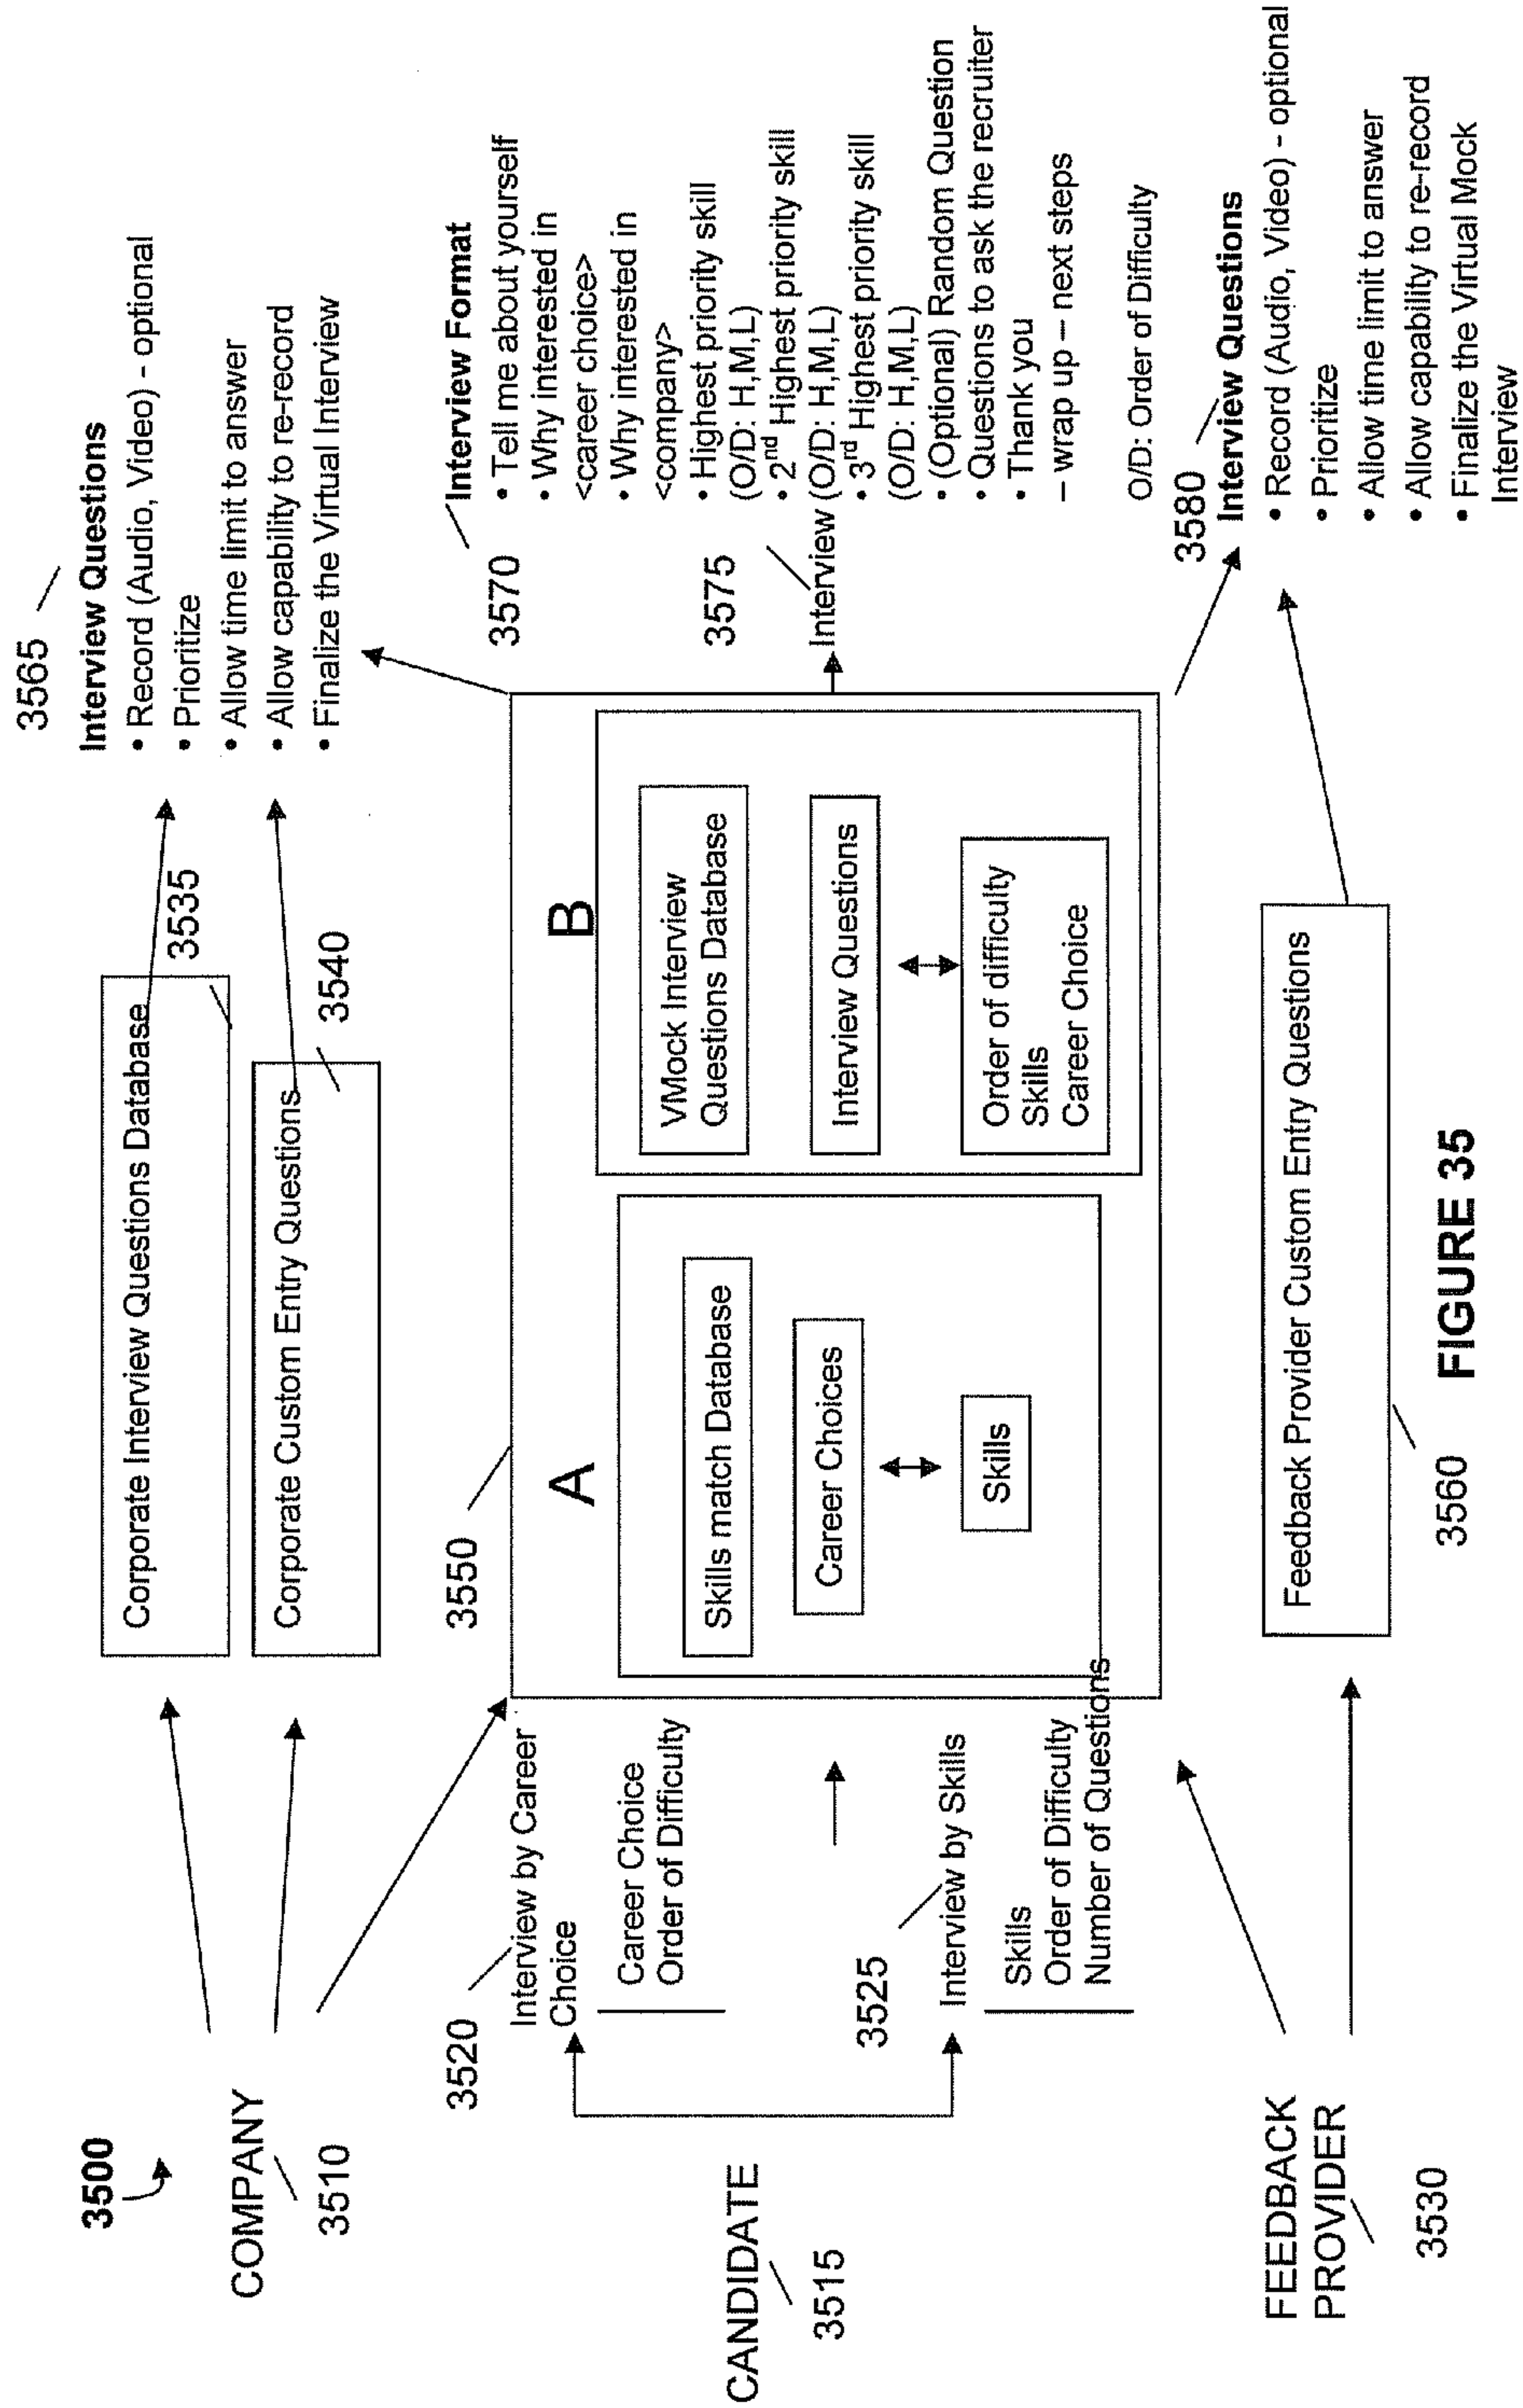 3500
COMPANY
3510
CANDIDATE
3515
FEEDBACK
PROVIDER
3530
3520
Interview by Career
Choice
Career Choice
Order of Difficulty
3525
Interview by Skills
Skills
Order of Difficulty
Number of Questions
Corporate Interview Questions Database
3535
Corporate Custom Entry Questions
3540
3550
A
Skills match Database
Career Choices
Skills
B
VMock Interview
Questions Database
Interview Questions
Order of difficulty
Skills
Career Choice
Feedback Provider Custom Entry Questions
3560
3565
Interview Questions
• Record (Audio, Video) - optional
• Prioritize
• Allow time limit to answer
• Allow capability to re-record
• Finalize the Virtual Interview
3570
Interview Format
• Tell me about yourself
• Why interested in
<career choice>
• Why interested in
<company>
• Highest priority skill
(O/D: H,M,L)
• 2nd Highest priority skill
(O/D: H,M,L)
• 3rd Highest priority skill
(O/D: H,M,L)
• (Optional) Random Question
• Questions to ask the recruiter
• Thank you
– wrap up – next steps
O/D: Order of Difficulty
3575
Interview
3580
Interview Questions
• Record (Audio, Video) - optional
• Prioritize
• Allow time limit to answer
• Allow capability to re-record
• Finalize the Virtual Mock
Interview
FIGURE 35